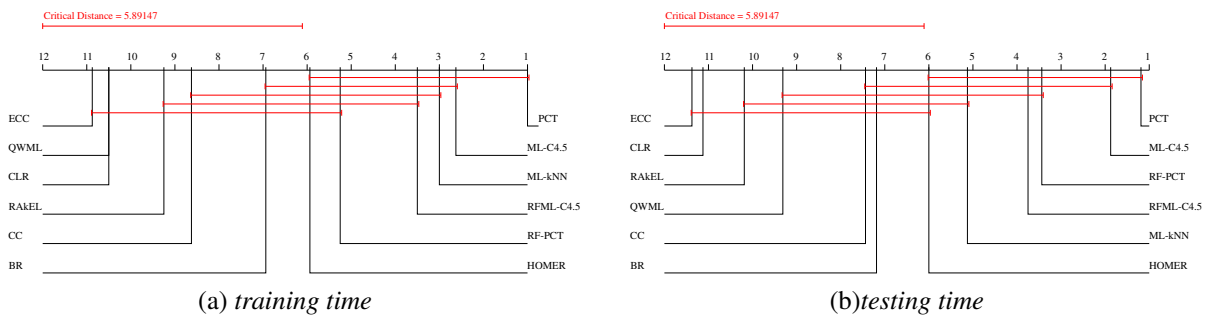 Critical Distance = 5.89147
12 11 10 9 8 7 6 5 4 3 2 1
ECC PCT
QWML ML-C4.5
CLR ML-kNN
RAkEL RFML-C4.5
CC RF-PCT
BR HOMER
(a) training time
Critical Distance = 5.89147
12 11 10 9 8 7 6 5 4 3 2 1
ECC PCT
CLR ML-C4.5
RAkEL RF-PCT
QWML RFML-C4.5
CC ML-kNN
BR HOMER
(b)testing time